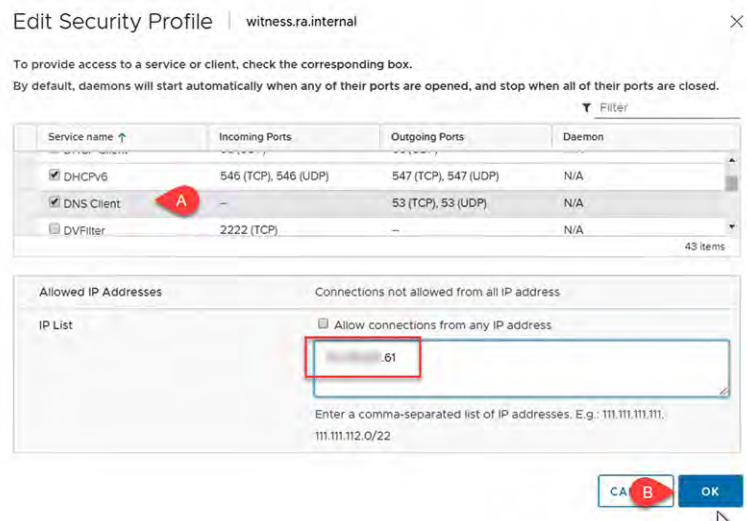 Edit Security Profile witness.ra.internal
To provide access to a service or client, check the corresponding box.
By default, daemons will start automatically when any of their ports are opened, and stop when all of their ports are closed.
Filter
Service name Incoming Ports Outgoing Ports Daemon
DHCPv6 546 (TCP), 546 (UDP) 547 (TCP), 547 (UDP) N/A
DNS Client A -- 53 (TCP), 53 (UDP) N/A
DVFilter 2222 (TCP) -- N/A
43 items
Allowed IP Addresses Connections not allowed from all IP address
IP List Allow connections from any IP address
.61
Enter a comma-separated list of IP addresses. E.g.: 111.111.111.111,
111.111.112.0/22
B OK